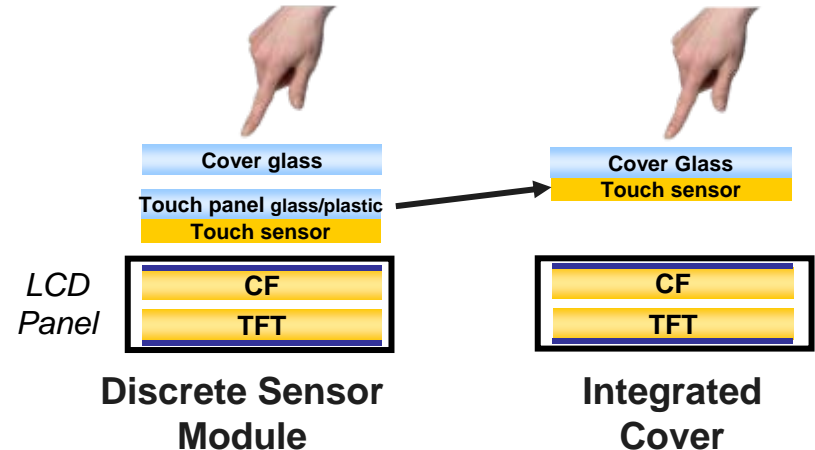 Cover glass
Touch panel glass/plastic
Touch sensor
LCD
Panel
CF
TFT
Discrete Sensor
Module
Cover Glass
Touch sensor
CF
TFT
Integrated
Cover